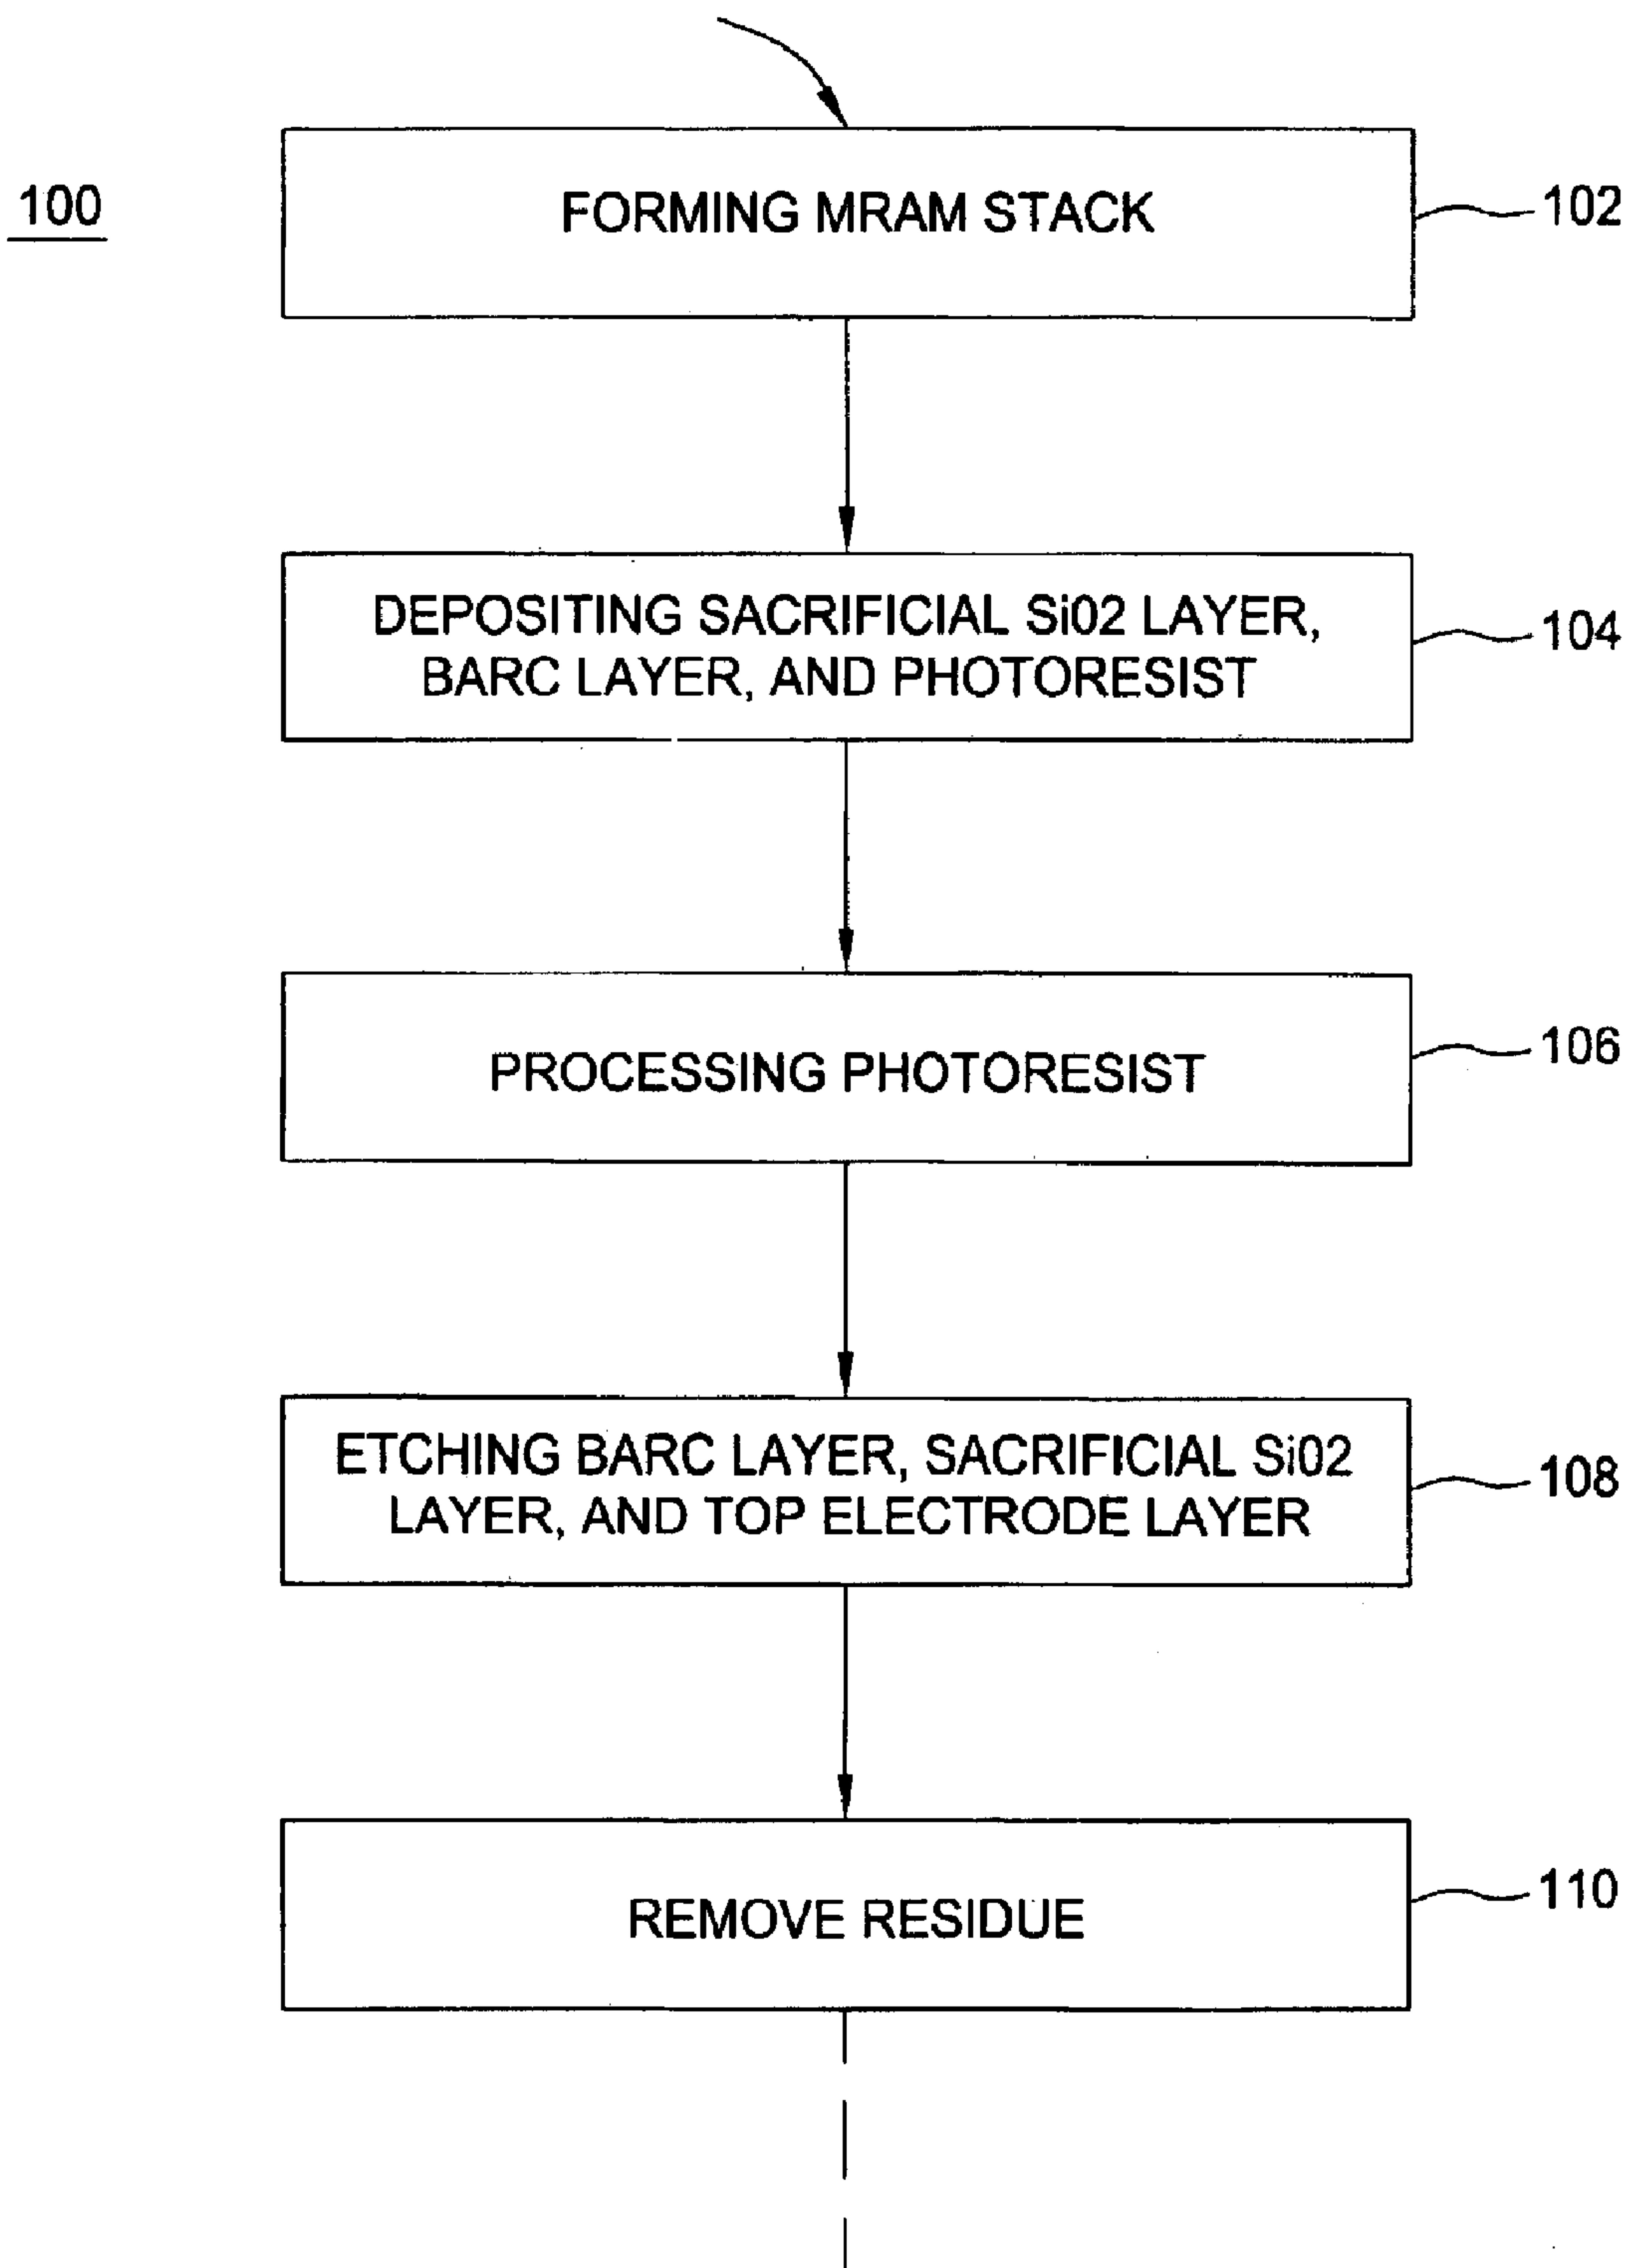 100
FORMING MRAM STACK
102
DEPOSITING SACRIFICIAL Si02 LAYER,
BARC LAYER, AND PHOTORESIST
104
PROCESSING PHOTORESIST
106
ETCHING BARC LAYER, SACRIFICIAL Si02
LAYER, AND TOP ELECTRODE LAYER
108
REMOVE RESIDUE
110